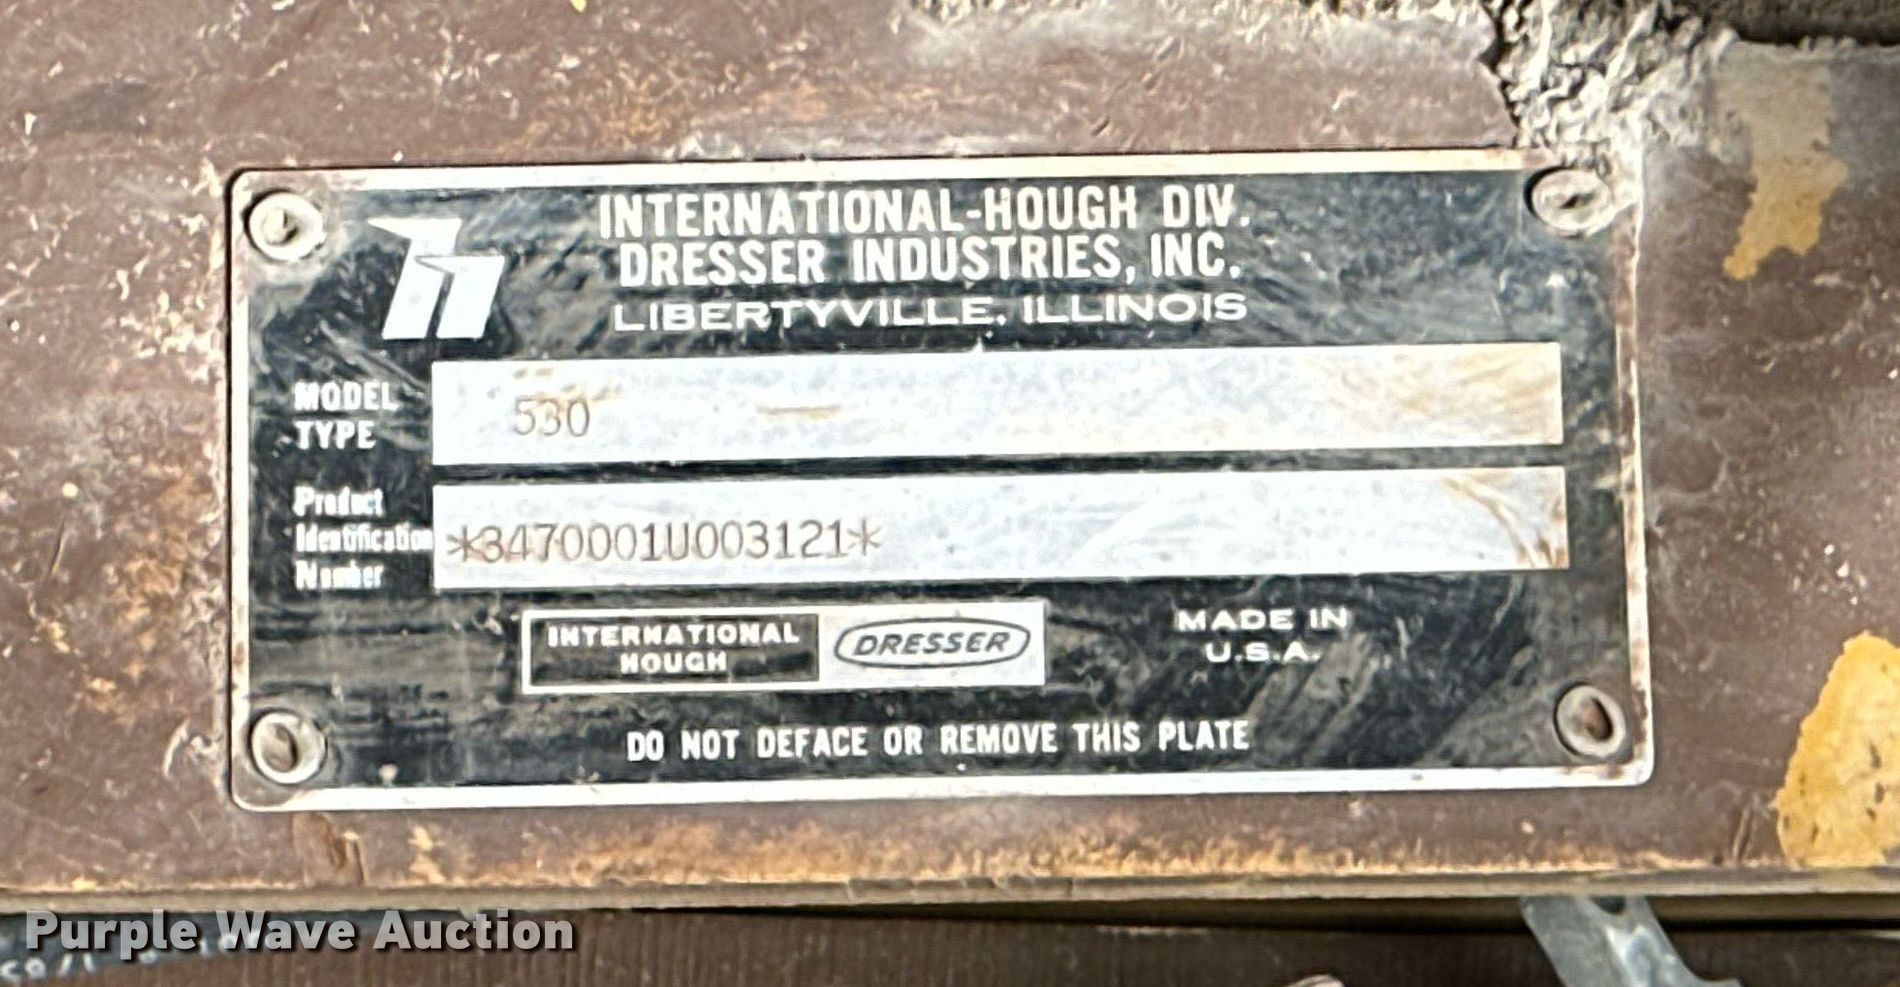 INTERNATIONAL-HOUGH DIV.
DRESSER INDUSTRIES, INC.
LIBERTYVILLE, ILLINOIS
MODEL TYPE 530
Product Identification Number *3470001U003121*
INTERNATIONAL HOUGH
DRESSER
MADE IN
U.S.A.
DO NOT DEFACE OR REMOVE THIS PLATE
Purple Wave Auction